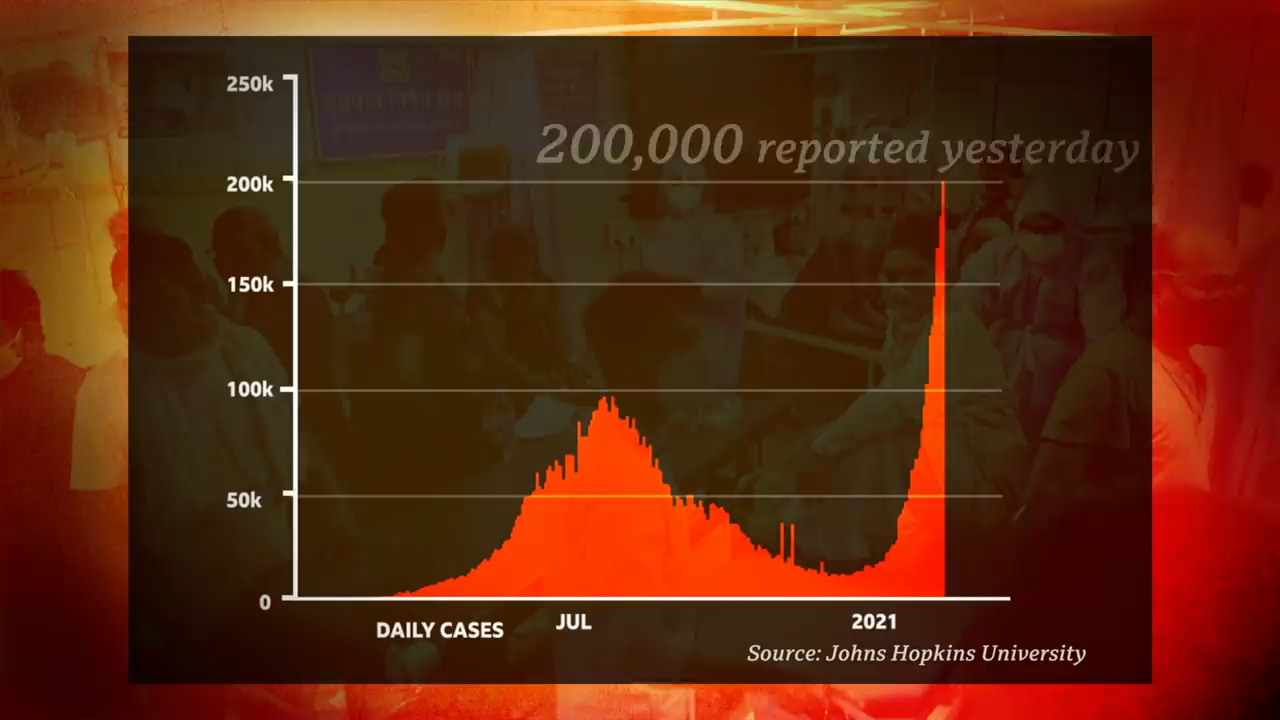 250k
200,000 reported yesterday
200k
150k
100k
50k
0
JUL
2021
DAILY CASES
Source: Johns Hopkins University